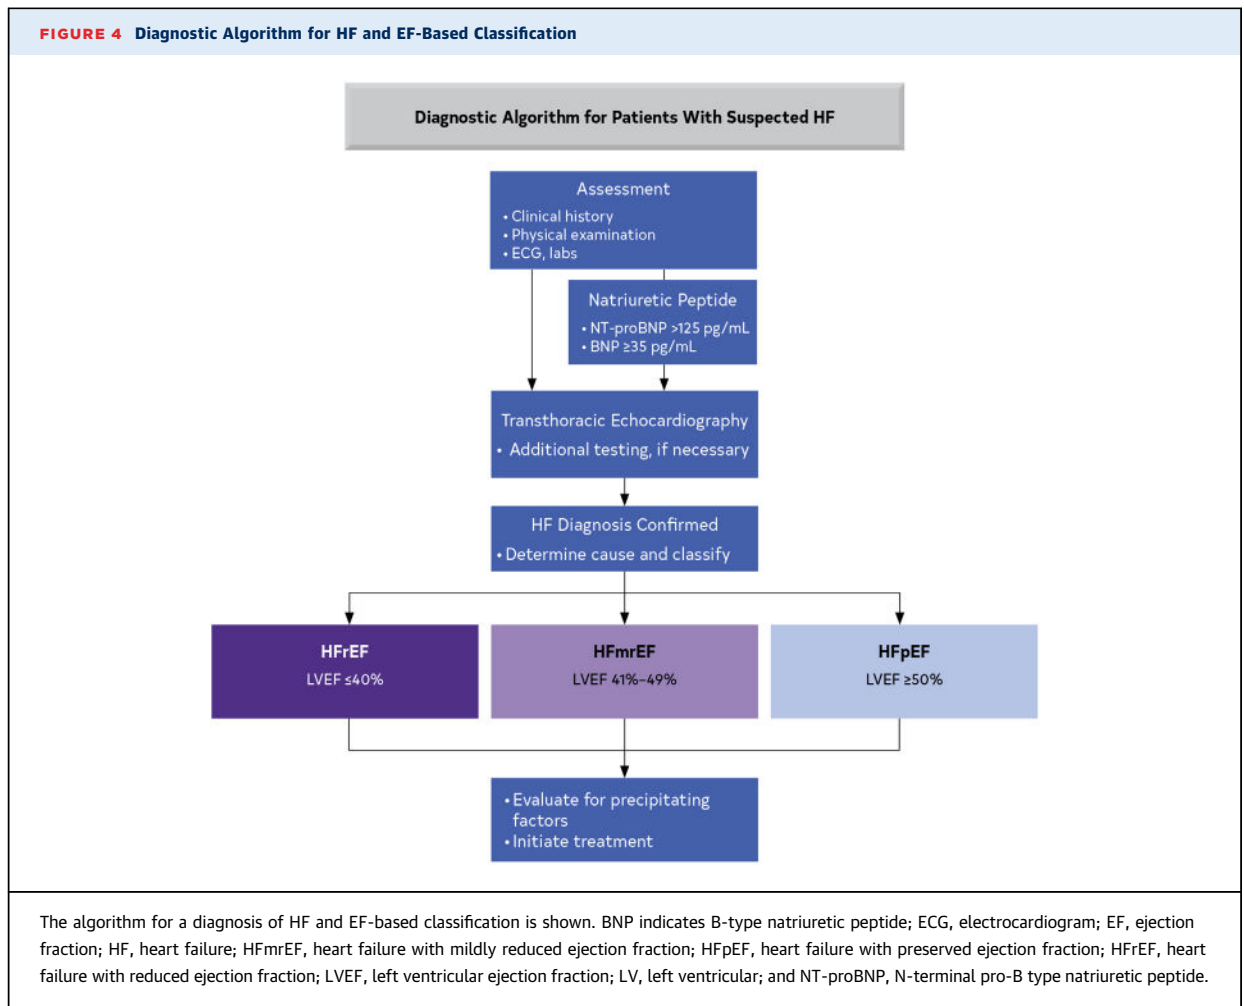 FIGURE 4 Diagnostic Algorithm for HF and EF-Based Classification
Diagnostic Algorithm for Patients With Suspected HF
Assessment
• Clinical history
• Physical examination
• ECG, labs
Natriuretic Peptide
• NT-proBNP >125 pg/mL
• BNP ≥35 pg/mL
Transthoracic Echocardiography
• Additional testing, if necessary
HF Diagnosis Confirmed
• Determine cause and classify
HFrEF
LVEF ≤40%
HFmrEF
LVEF 41%–49%
HFpEF
LVEF ≥50%
• Evaluate for precipitating
factors
• Initiate treatment
The algorithm for a diagnosis of HF and EF-based classification is shown. BNP indicates B-type natriuretic peptide; ECG, electrocardiogram; EF, ejection
fraction; HF, heart failure; HFmrEF, heart failure with mildly reduced ejection fraction; HFpEF, heart failure with preserved ejection fraction; HFrEF, heart
failure with reduced ejection fraction; LVEF, left ventricular ejection fraction; LV, left ventricular; and NT-proBNP, N-terminal pro-B type natriuretic peptide.